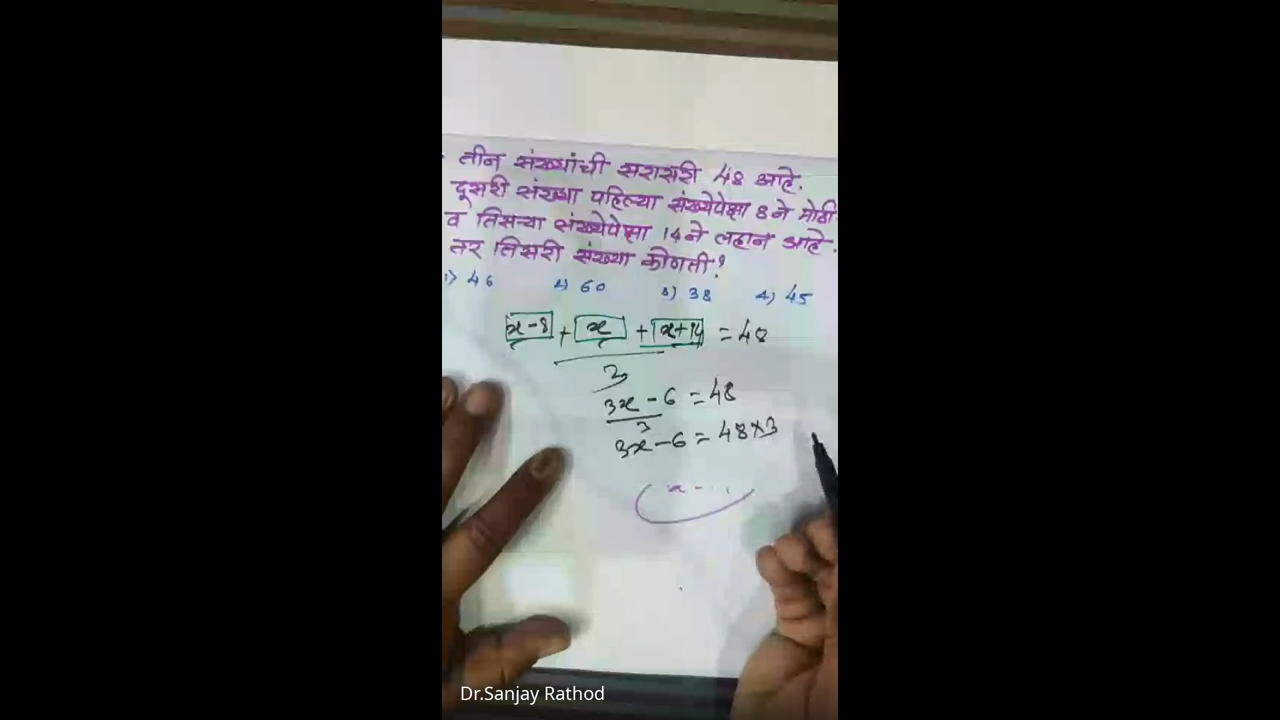 तीन संख्यांची सरासरी 48 आहे.
दूसरी संख्या पहिल्या संख्येपेक्षा 8 ने मोठी
व तिसऱ्या संख्येपेक्षा 14 ने लहान आहे.
तर तिसरी संख्या कोणती?
1) 46 2) 60 3) 38 4) 45
x-8 + x + x+14 = 48
3
3x - 6 = 48
3
3x - 6 = 48×3
Dr.Sanjay Rathod